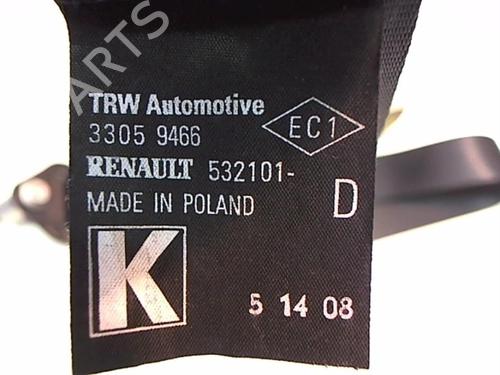 ARTS
TRW Automotive
3305 9466
EC1
RENAULT 532101-
MADE IN POLAND
D
K
5 14 08